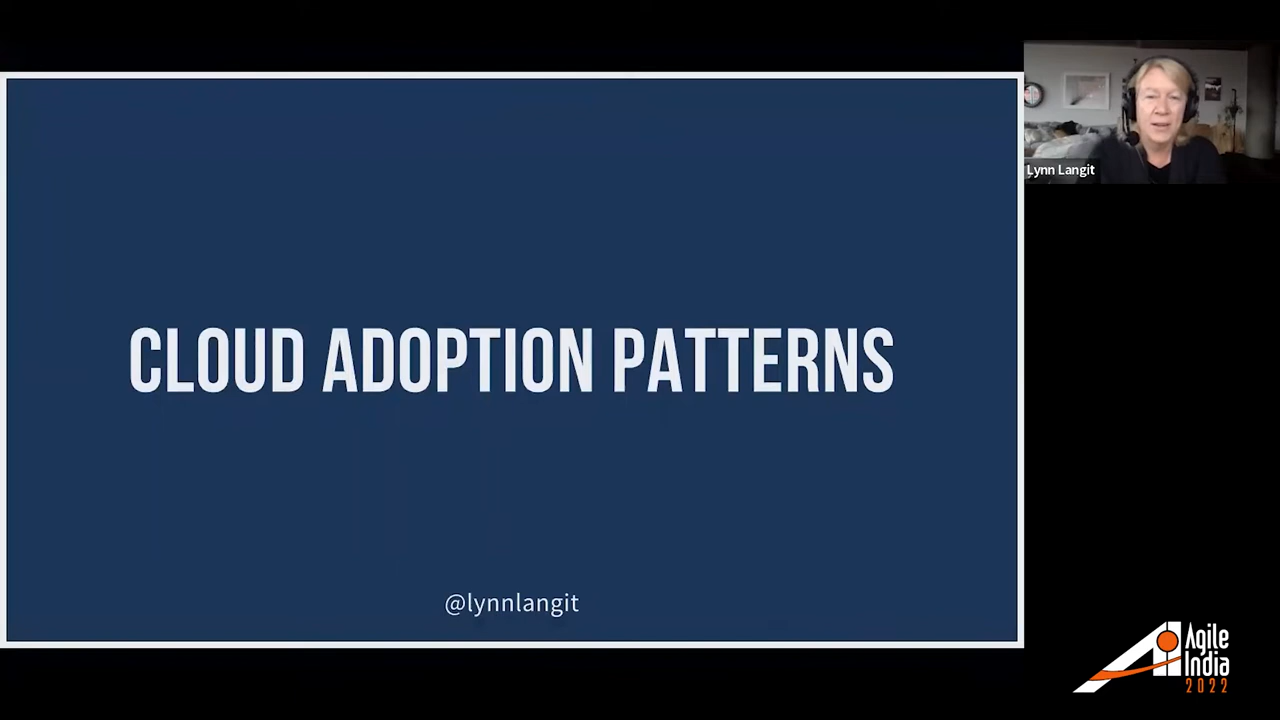 CLOUD ADOPTION PATTERNS
@lynnlangit
Lynn Langit
Agile
India
2022